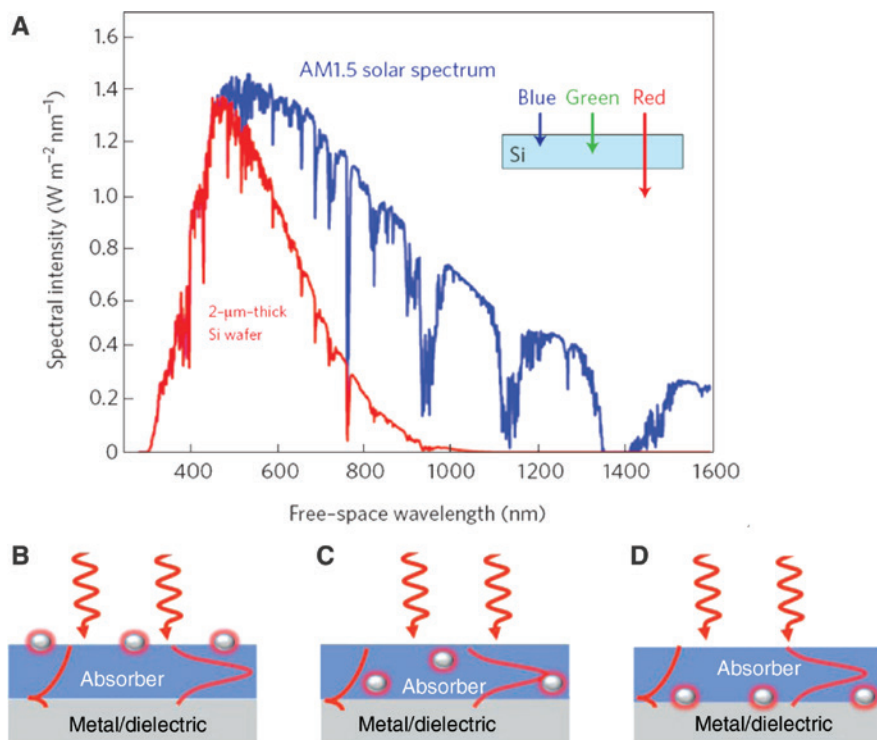 A
1.6
1.4
1.2
1.0
0.8
0.6
0.4
0.2
0
Spectral intensity (W m⁻² nm⁻¹)
AM1.5 solar spectrum
Blue Green Red
Si
2-μm-thick
Si wafer
400 600 800 1000 1200 1400 1600
Free-space wavelength (nm)
B
Absorber
Metal/dielectric
C
Absorber
Metal/dielectric
D
Absorber
Metal/dielectric